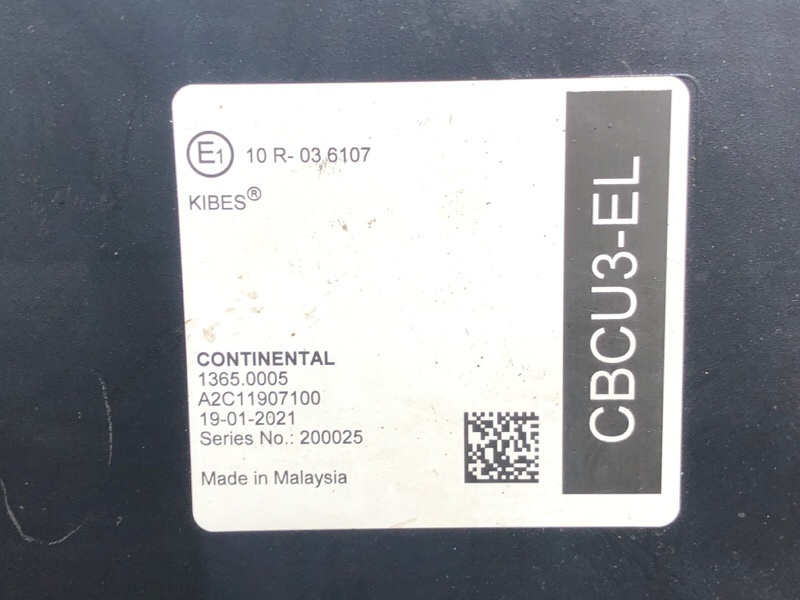 E1 10 R- 03 6107
KIBES®
CONTINENTAL
1365.0005
A2C11907100
19-01-2021
Series No.: 200025
Made in Malaysia
CBCU3-EL